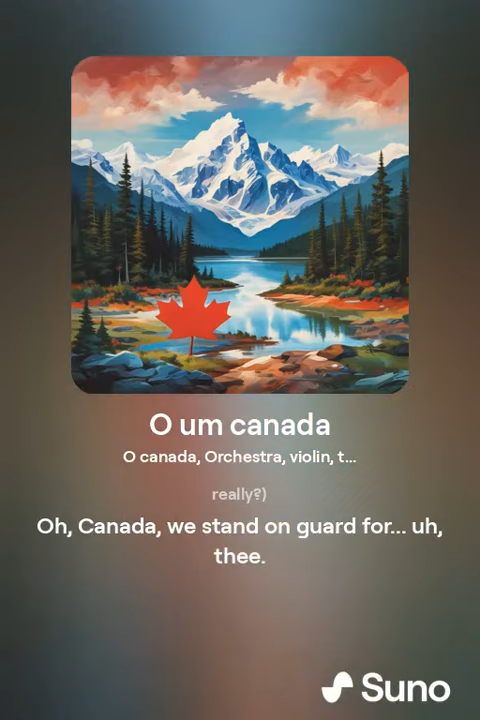 O um canada
O canada, Orchestra, violin, t...
really?)
Oh, Canada, we stand on guard for... uh,
thee.
Suno